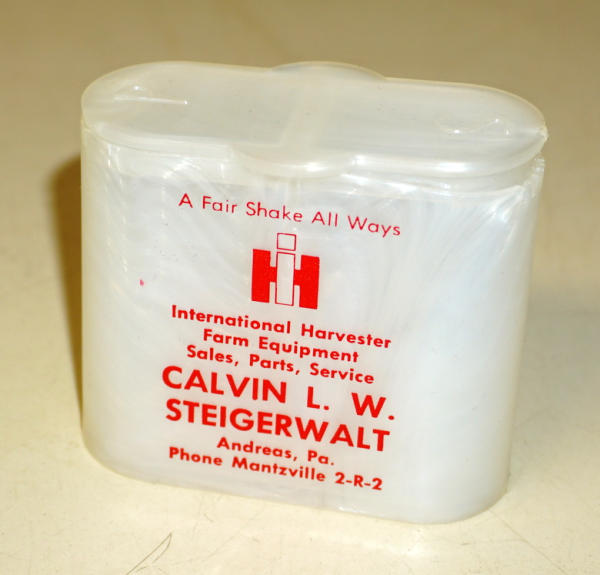 A Fair Shake All Ways
IH
International Harvester
Farm Equipment
Sales, Parts, Service
CALVIN L. W.
STEIGERWALT
Andreas, Pa.
Phone Mantzville 2-R-2